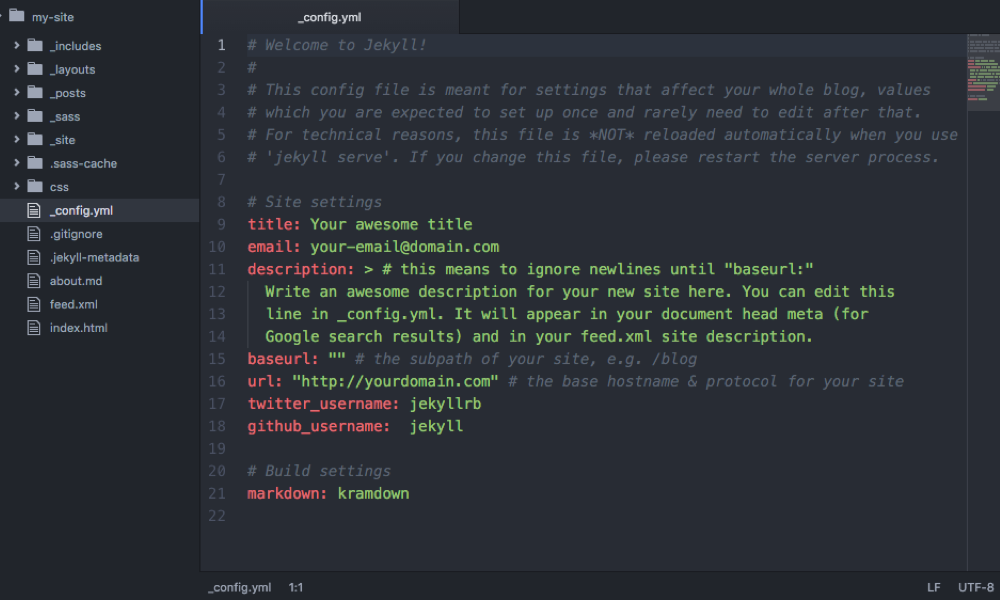 my-site
_includes
_layouts
_posts
_sass
_site
.sass-cache
css
_config.yml
.gitignore
.jekyll-metadata
about.md
feed.xml
index.html
_config.yml
1 # Welcome to Jekyll!
2 #
3 # This config file is meant for settings that affect your whole blog, values
4 # which you are expected to set up once and rarely need to edit after that.
5 # For technical reasons, this file is *NOT* reloaded automatically when you use
6 # 'jekyll serve'. If you change this file, please restart the server process.
7
8 # Site settings
9 title: Your awesome title
10 email: your-email@domain.com
11 description: > # this means to ignore newlines until "baseurl:"
12 Write an awesome description for your new site here. You can edit this
13 line in _config.yml. It will appear in your document head meta (for
14 Google search results) and in your feed.xml site description.
15 baseurl: "" # the subpath of your site, e.g. /blog
16 url: "http://yourdomain.com" # the base hostname & protocol for your site
17 twitter_username: jekyllrb
18 github_username:  jekyll
19
20 # Build settings
21 markdown: kramdown
22
_config.yml 1:1 LF UTF-8